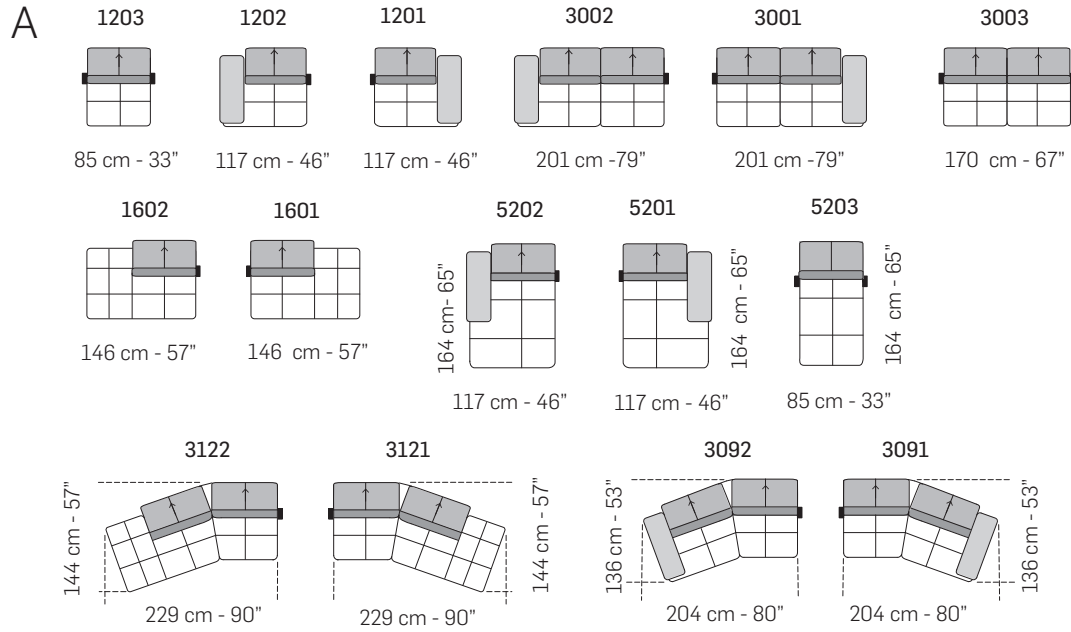 A
1203 1202 1201 3002 3001 3003
85 cm - 33” 117 cm - 46” 117 cm - 46” 201 cm -79” 201 cm -79” 170 cm - 67”
1602 1601 5202 5201 5203
164 cm- 65” 164 cm - 65” 164 cm - 65”
146 cm - 57” 146 cm - 57”
117 cm - 46” 117 cm - 46” 85 cm - 33”
3122 3121 3092 3091
144 cm - 57” 144 cm - 57” 136 cm - 53” 136 cm - 53”
229 cm - 90” 229 cm - 90” 204 cm - 80” 204 cm - 80”